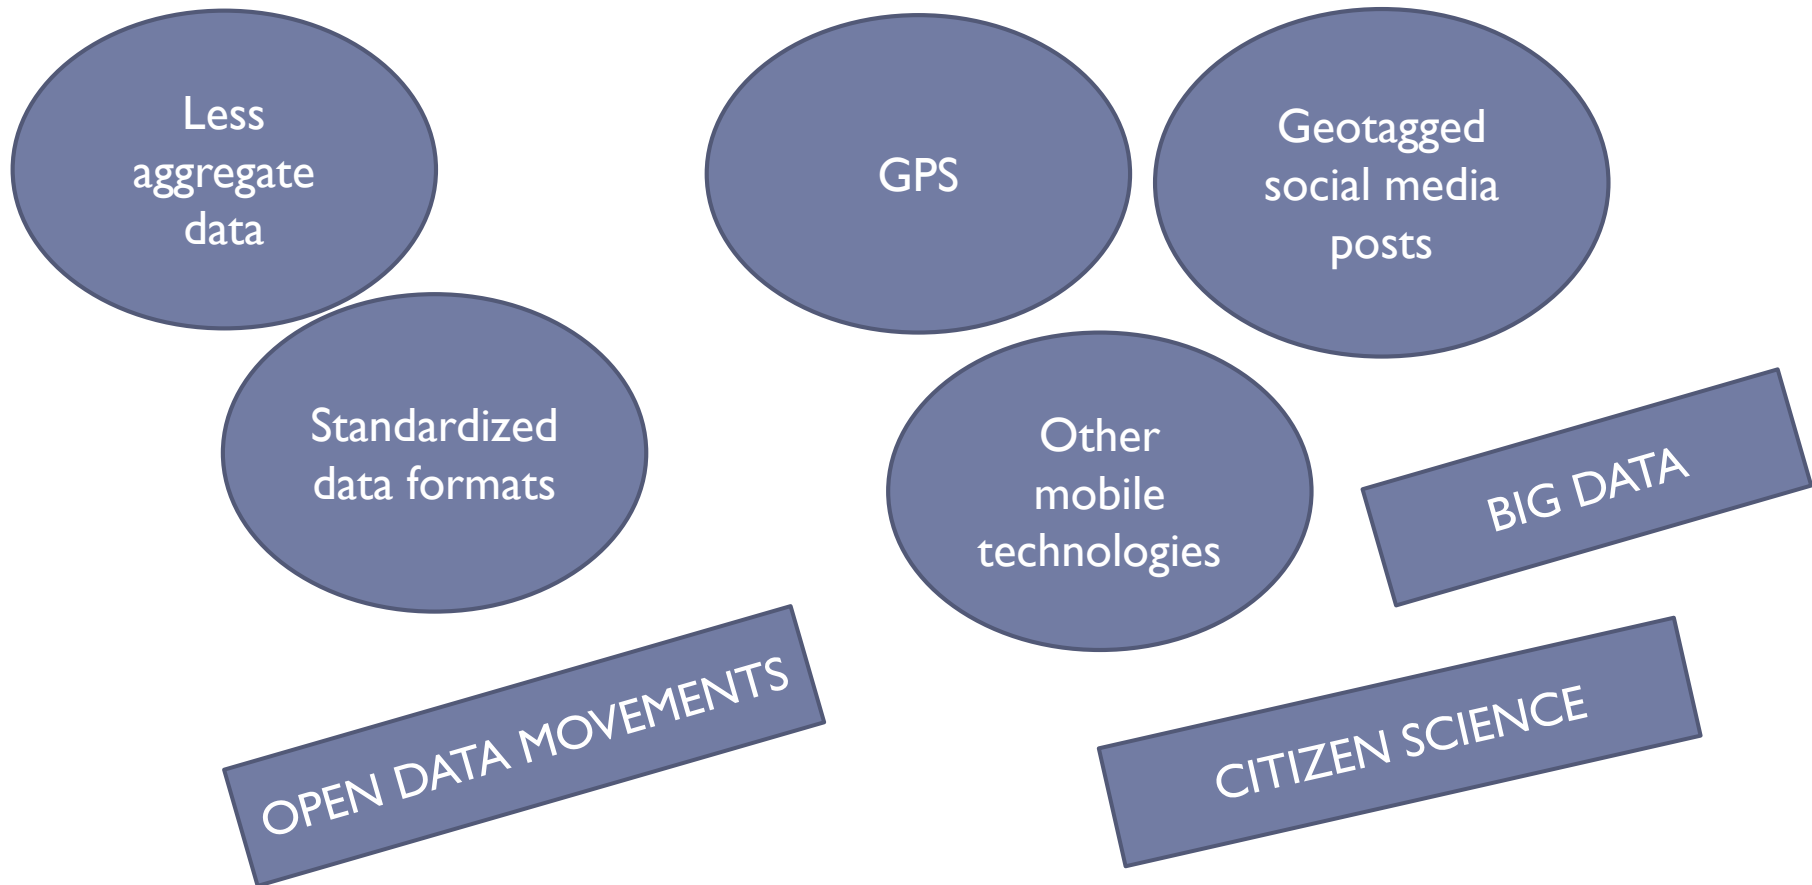 Less
aggregate
data
GPS
Geotagged
social media
posts
Standardized
data formats
Other
mobile
technologies
BIG DATA
OPEN DATA MOVEMENTS
CITIZEN SCIENCE